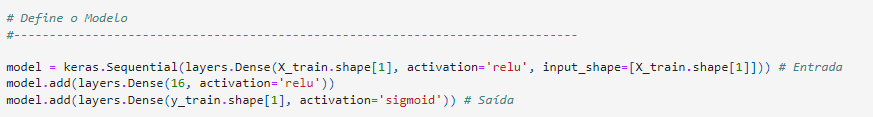 # Define o Modelo
#--------------------------------------------------------------------------------
model = keras.Sequential(layers.Dense(X_train.shape[1], activation='relu', input_shape=[X_train.shape[1]])) # Entrada
model.add(layers.Dense(16, activation='relu'))
model.add(layers.Dense(y_train.shape[1], activation='sigmoid')) # Saída